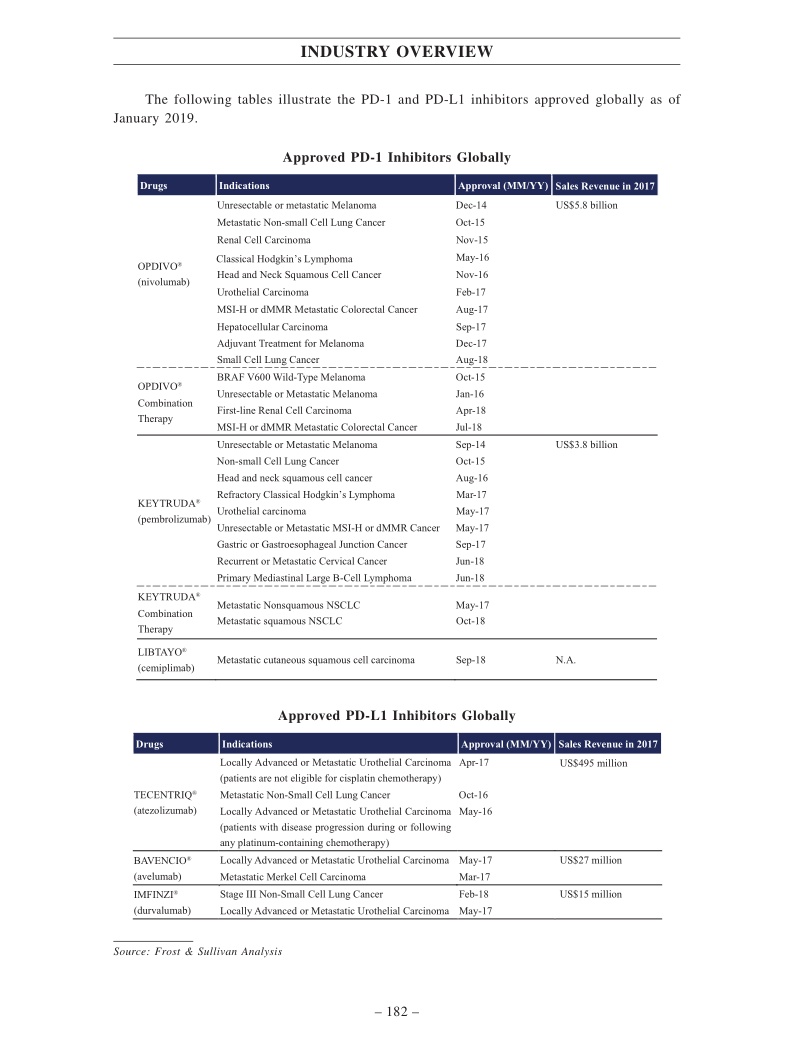 INDUSTRY OVERVIEW
The following tables illustrate the PD-1 and PD-L1 inhibitors approved globally as of
January 2019.
Approved PD-1 Inhibitors Globally
Drugs Indications Approval (MM/YY) Sales Revenue in 2017
OPDIVO®
(nivolumab)
Unresectable or metastatic Melanoma Dec-14 US$5.8 billion
Metastatic Non-small Cell Lung Cancer Oct-15
Renal Cell Carcinoma Nov-15
Classical Hodgkin’s Lymphoma May-16
Head and Neck Squamous Cell Cancer Nov-16
Urothelial Carcinoma Feb-17
MSI-H or dMMR Metastatic Colorectal Cancer Aug-17
Hepatocellular Carcinoma Sep-17
Adjuvant Treatment for Melanoma Dec-17
Small Cell Lung Cancer Aug-18
OPDIVO®
Combination
Therapy
BRAF V600 Wild-Type Melanoma Oct-15
Unresectable or Metastatic Melanoma Jan-16
First-line Renal Cell Carcinoma Apr-18
MSI-H or dMMR Metastatic Colorectal Cancer Jul-18
KEYTRUDA®
(pembrolizumab)
Unresectable or Metastatic Melanoma Sep-14 US$3.8 billion
Non-small Cell Lung Cancer Oct-15
Head and neck squamous cell cancer Aug-16
Refractory Classical Hodgkin’s Lymphoma Mar-17
Urothelial carcinoma May-17
Unresectable or Metastatic MSI-H or dMMR Cancer May-17
Gastric or Gastroesophageal Junction Cancer Sep-17
Recurrent or Metastatic Cervical Cancer Jun-18
Primary Mediastinal Large B-Cell Lymphoma Jun-18
KEYTRUDA®
Combination
Therapy
Metastatic Nonsquamous NSCLC May-17
Metastatic squamous NSCLC Oct-18
LIBTAYO®
(cemiplimab)
Metastatic cutaneous squamous cell carcinoma Sep-18 N.A.
Approved PD-L1 Inhibitors Globally
Drugs Indications Approval (MM/YY) Sales Revenue in 2017
TECENTRIQ®
(atezolizumab)
Locally Advanced or Metastatic Urothelial Carcinoma Apr-17 US$495 million
(patients are not eligible for cisplatin chemotherapy)
Metastatic Non-Small Cell Lung Cancer Oct-16
Locally Advanced or Metastatic Urothelial Carcinoma May-16
(patients with disease progression during or following
any platinum-containing chemotherapy)
BAVENCIO®
(avelumab)
Locally Advanced or Metastatic Urothelial Carcinoma May-17 US$27 million
Metastatic Merkel Cell Carcinoma Mar-17
IMFINZI®
(durvalumab)
Stage III Non-Small Cell Lung Cancer Feb-18 US$15 million
Locally Advanced or Metastatic Urothelial Carcinoma May-17
Source: Frost & Sullivan Analysis
– 182 –